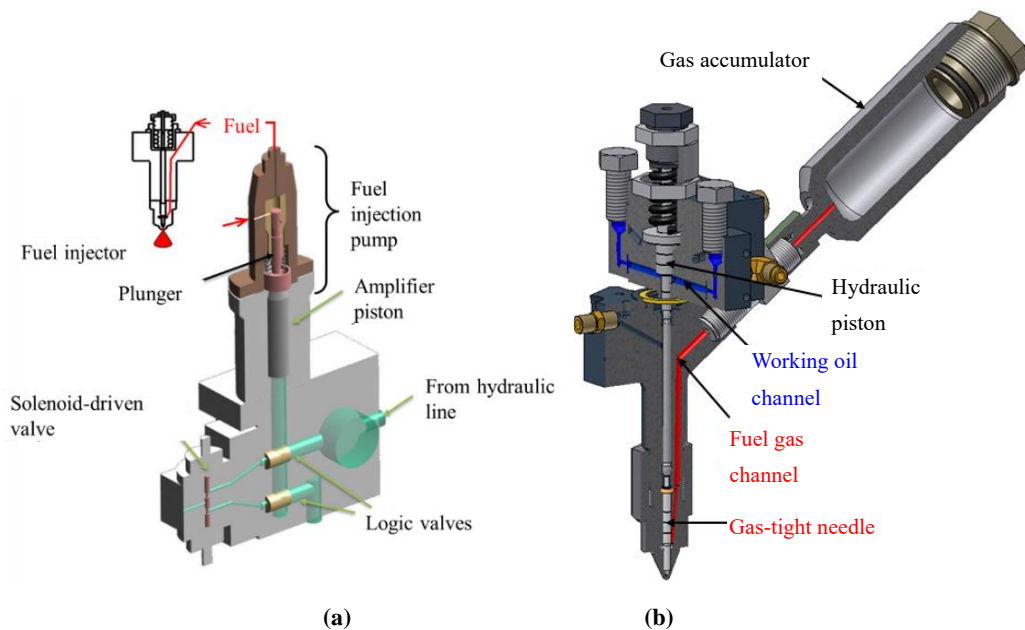 Fuel
Fuel injector
Plunger
Fuel
injection
pump
Amplifier
piston
From hydraulic
line
Solenoid-driven
valve
Logic valves
(a)
Gas accumulator
Hydraulic
piston
Working oil
channel
Fuel gas
channel
Gas-tight needle
(b)